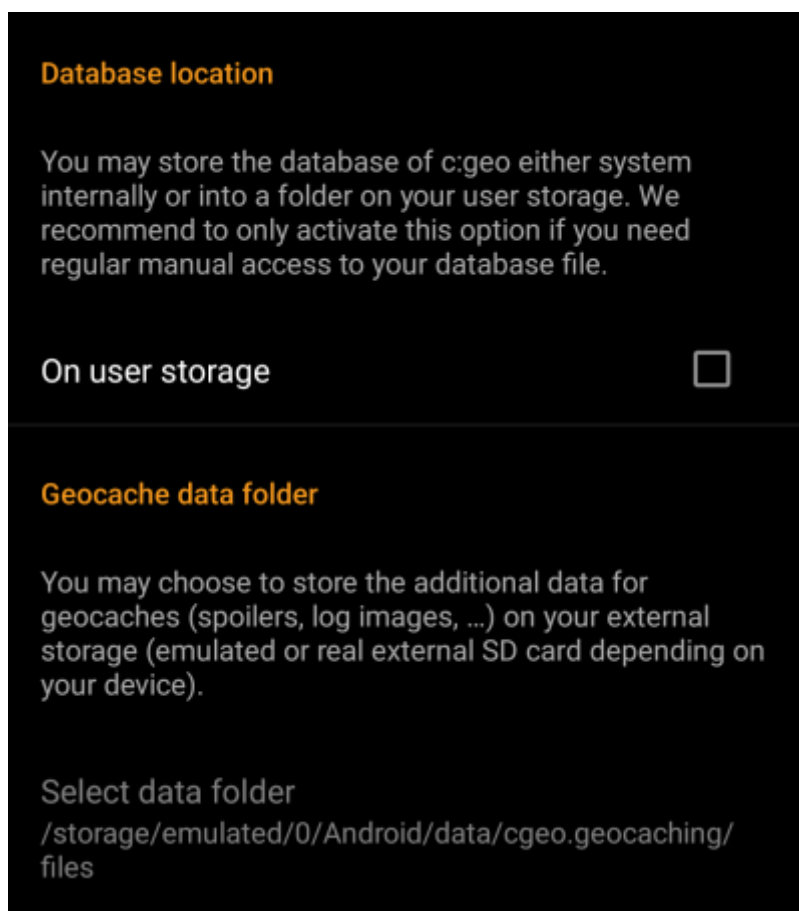 Database location
You may store the database of c:geo either system
internally or into a folder on your user storage. We
recommend to only activate this option if you need
regular manual access to your database file.
On user storage
Geocache data folder
You may choose to store the additional data for
geocaches (spoilers, log images, …) on your external
storage (emulated or real external SD card depending on
your device).
Select data folder
/storage/emulated/0/Android/data/cgeo.geocaching/
files